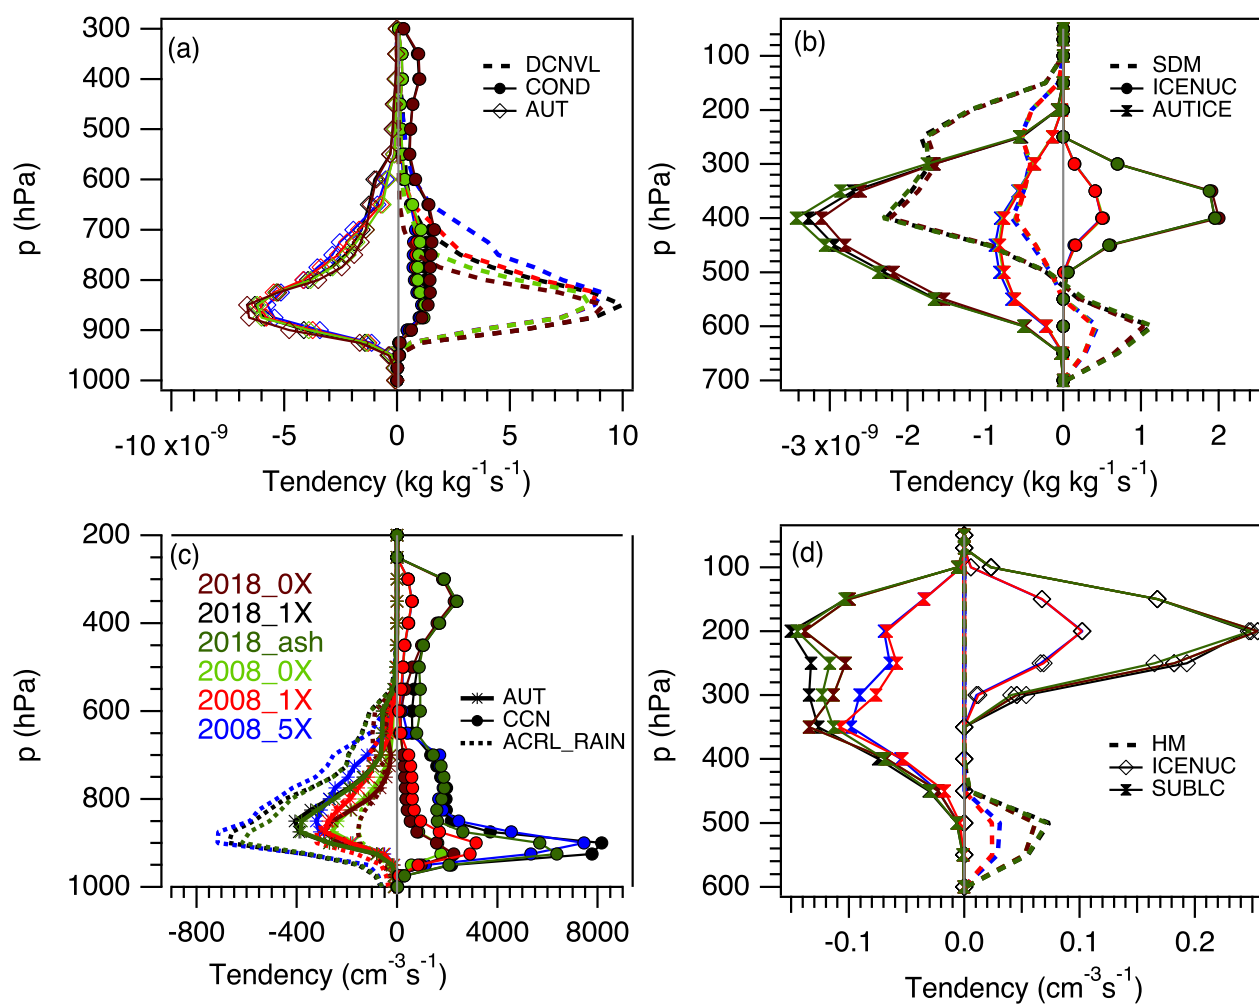 (a)
300
400
500
600
700
800
900
1000
p (hPa)
DCNVL
COND
AUT
-10 x10-9
-5
0
5
10
Tendency (kg kg-1s-1)
(b)
100
200
300
400
500
600
700
p (hPa)
SDM
ICENUC
AUTICE
-3 x10-9
-2
-1
0
1
2
Tendency (kg kg-1s-1)
(c)
200
400
600
800
1000
p (hPa)
2018_0X
2018_1X
2018_ash
2008_0X
2008_1X
2008_5X
AUT
CCN
ACRL_RAIN
-800
-400
0
4000
8000
Tendency (cm-3s-1)
(d)
100
200
300
400
500
600
p (hPa)
HM
ICENUC
SUBLC
-0.1
0.0
0.1
0.2
Tendency (cm-3s-1)